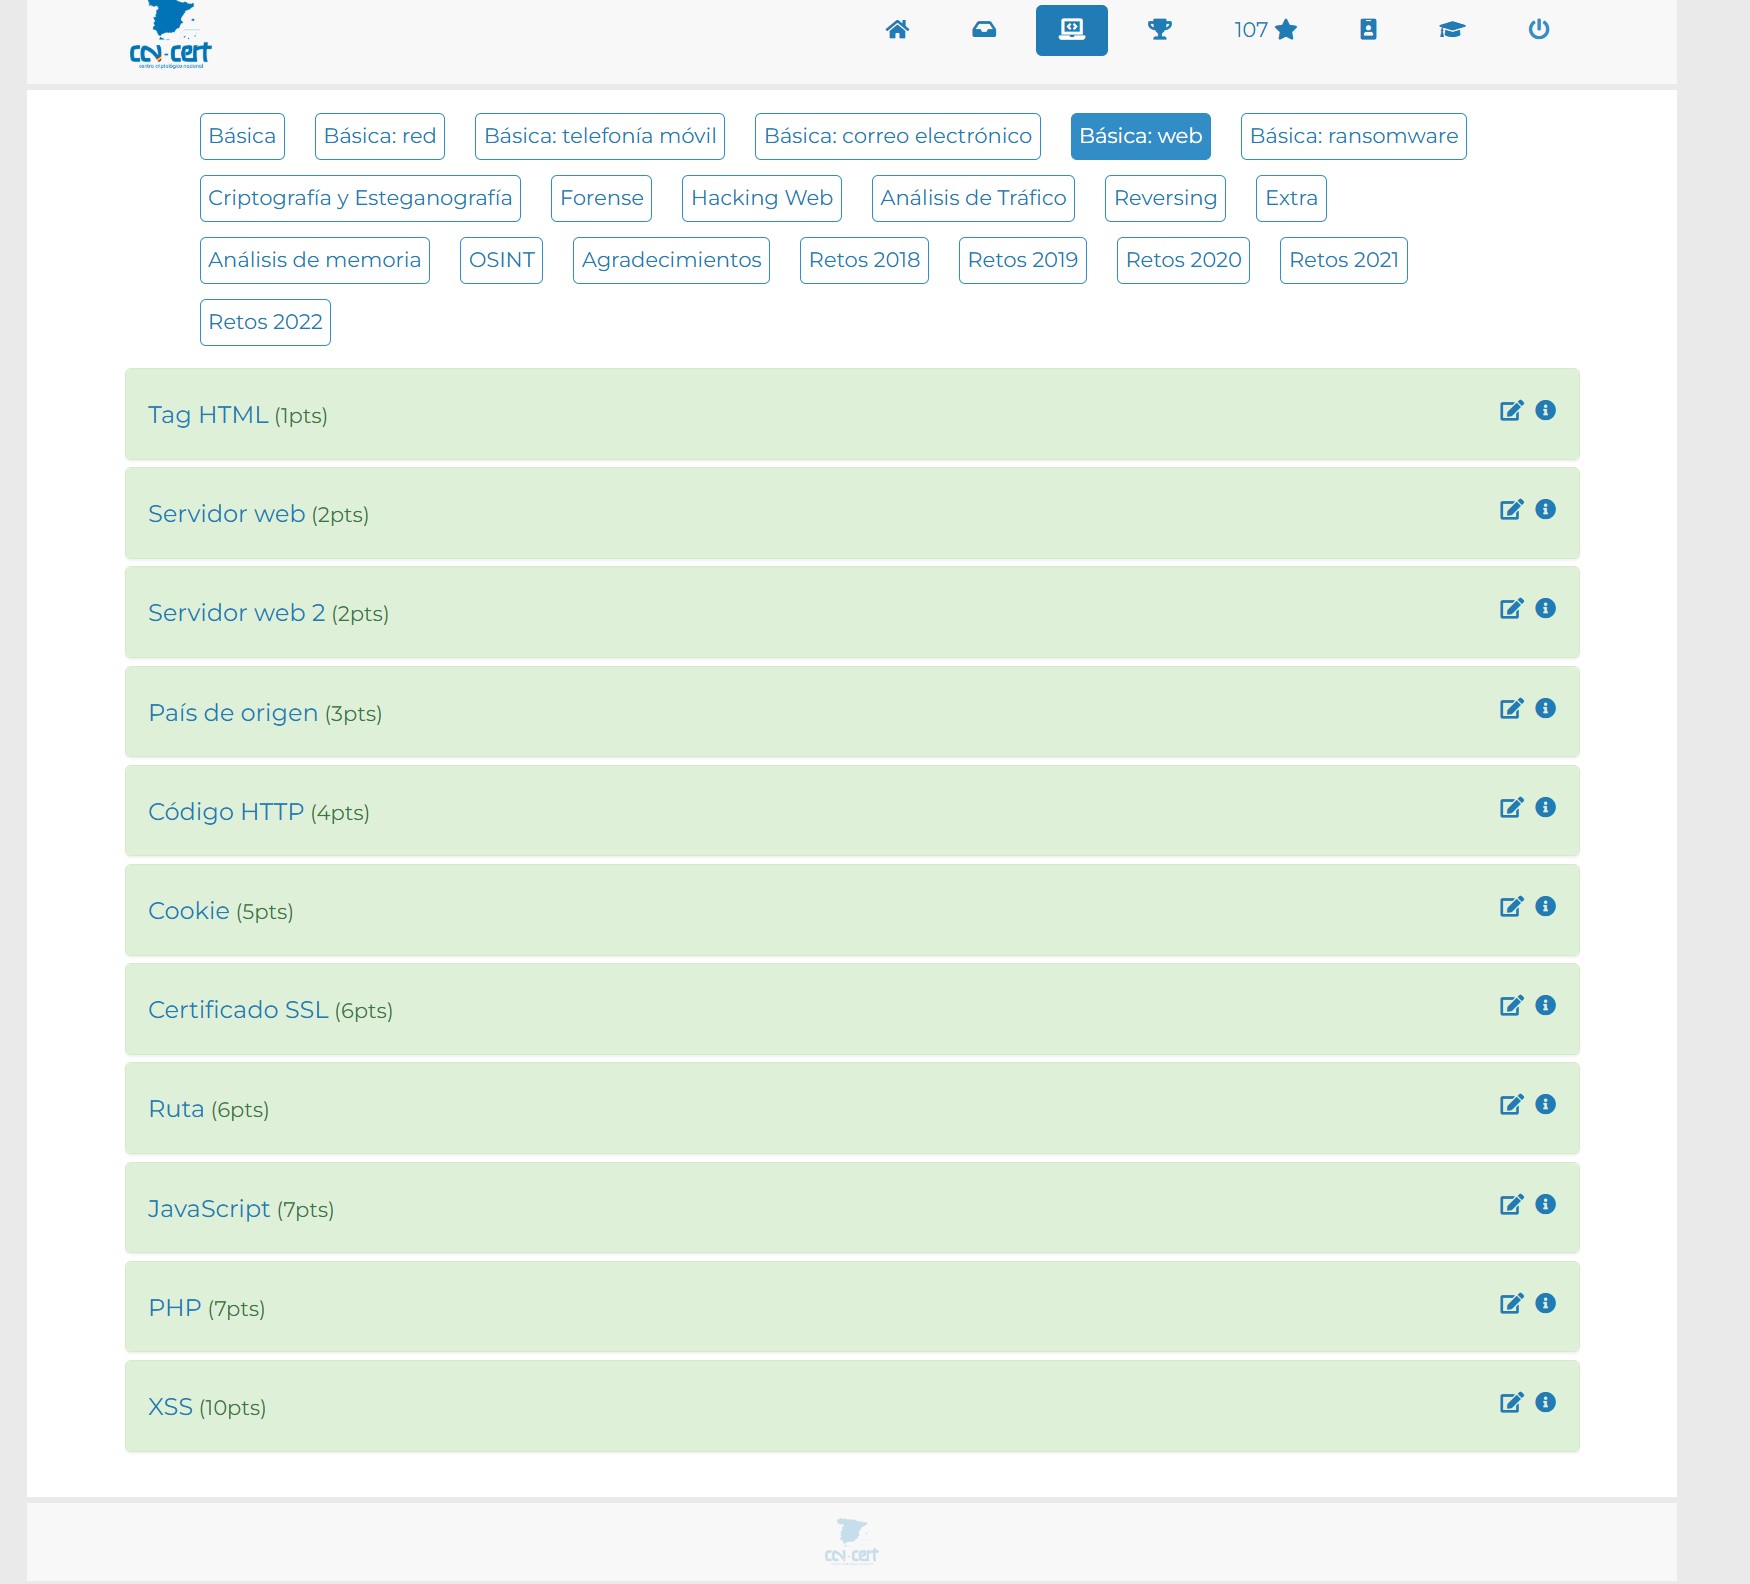 ccn-cert
centro criptológico nacional
107
Básica Básica: red Básica: telefonía móvil Básica: correo electrónico Básica: web Básica: ransomware
Criptografía y Esteganografía Forense Hacking Web Análisis de Tráfico Reversing Extra
Análisis de memoria OSINT Agradecimientos Retos 2018 Retos 2019 Retos 2020 Retos 2021
Retos 2022
Tag HTML (1pts)
Servidor web (2pts)
Servidor web 2 (2pts)
País de origen (3pts)
Código HTTP (4pts)
Cookie (5pts)
Certificado SSL (6pts)
Ruta (6pts)
JavaScript (7pts)
PHP (7pts)
XSS (10pts)
ccn-cert